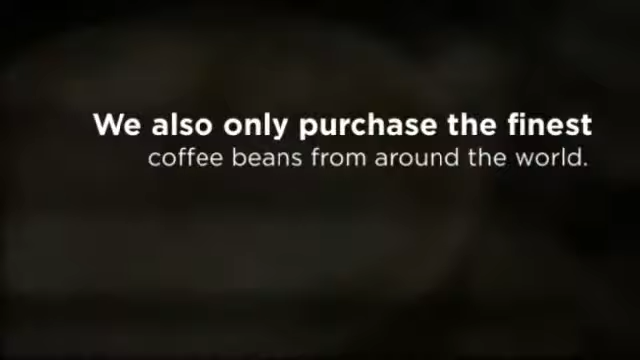 We also only purchase the finest
coffee beans from around the world.